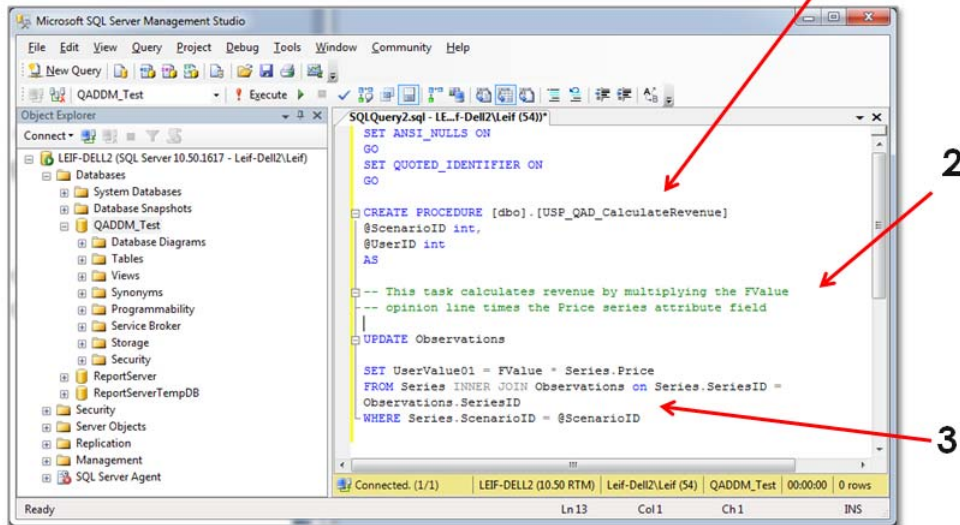 Microsoft SQL Server Management Studio
File Edit View Query Project Debug Tools Window Community Help
New Query
QADDM_Test Execute
Object Explorer
Connect
LEIF-DELL2 (SQL Server 10.50.1617 - Leif-Dell2\Leif)
Databases
System Databases
Database Snapshots
QADDM_Test
Database Diagrams
Tables
Views
Synonyms
Programmability
Service Broker
Storage
Security
ReportServer
ReportServerTempDB
Security
Server Objects
Replication
Management
SQL Server Agent
SQLQuery2.sql - LE...f-Dell2\Leif (54))*
SET ANSI_NULLS ON
GO
SET QUOTED_IDENTIFIER ON
GO
CREATE PROCEDURE [dbo].[USP_QAD_CalculateRevenue]
@ScenarioID int,
@UserID int
AS
-- This task calculates revenue by multiplying the FValue
-- opinion line times the Price series attribute field
UPDATE Observations
SET UserValue01 = FValue * Series.Price
FROM Series INNER JOIN Observations on Series.SeriesID =
Observations.SeriesID
WHERE Series.ScenarioID = @ScenarioID
2
3
Connected. (1/1) LEIF-DELL2 (10.50 RTM) Leif-Dell2\Leif (54) QADDM_Test 00:00:00 0 rows
Ready Ln 13 Col 1 Ch 1 INS